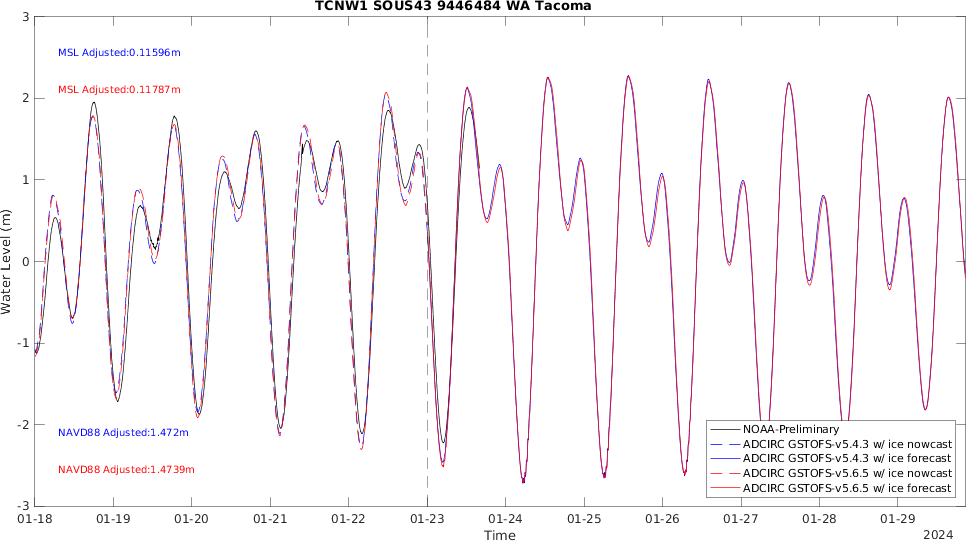 TCNW1 SOUS43 9446484 WA Tacoma
3
2
1
0
-1
-2
-3
Water Level (m)
MSL Adjusted:0.11596m
MSL Adjusted:0.11787m
NAVD88 Adjusted:1.472m
NAVD88 Adjusted:1.4739m
NOAA-Preliminary
ADCIRC GSTOFS-v5.4.3 w/ ice nowcast
ADCIRC GSTOFS-v5.4.3 w/ ice forecast
ADCIRC GSTOFS-v5.6.5 w/ ice nowcast
ADCIRC GSTOFS-v5.6.5 w/ ice forecast
01-18 01-19 01-20 01-21 01-22 01-23 01-24 01-25 01-26 01-27 01-28 01-29
Time
2024